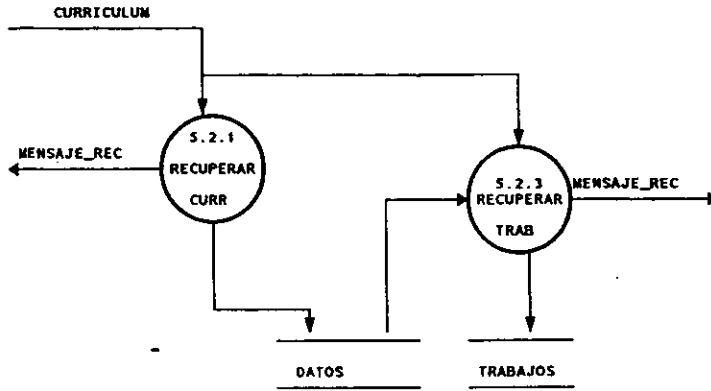 CURRICULUM
5.2.1
MENSAJE_REC
RECUPERAR
CURR
5.2.3
MENSAJE_REC
RECUPERAR
TRAB
DATOS
TRABAJOS